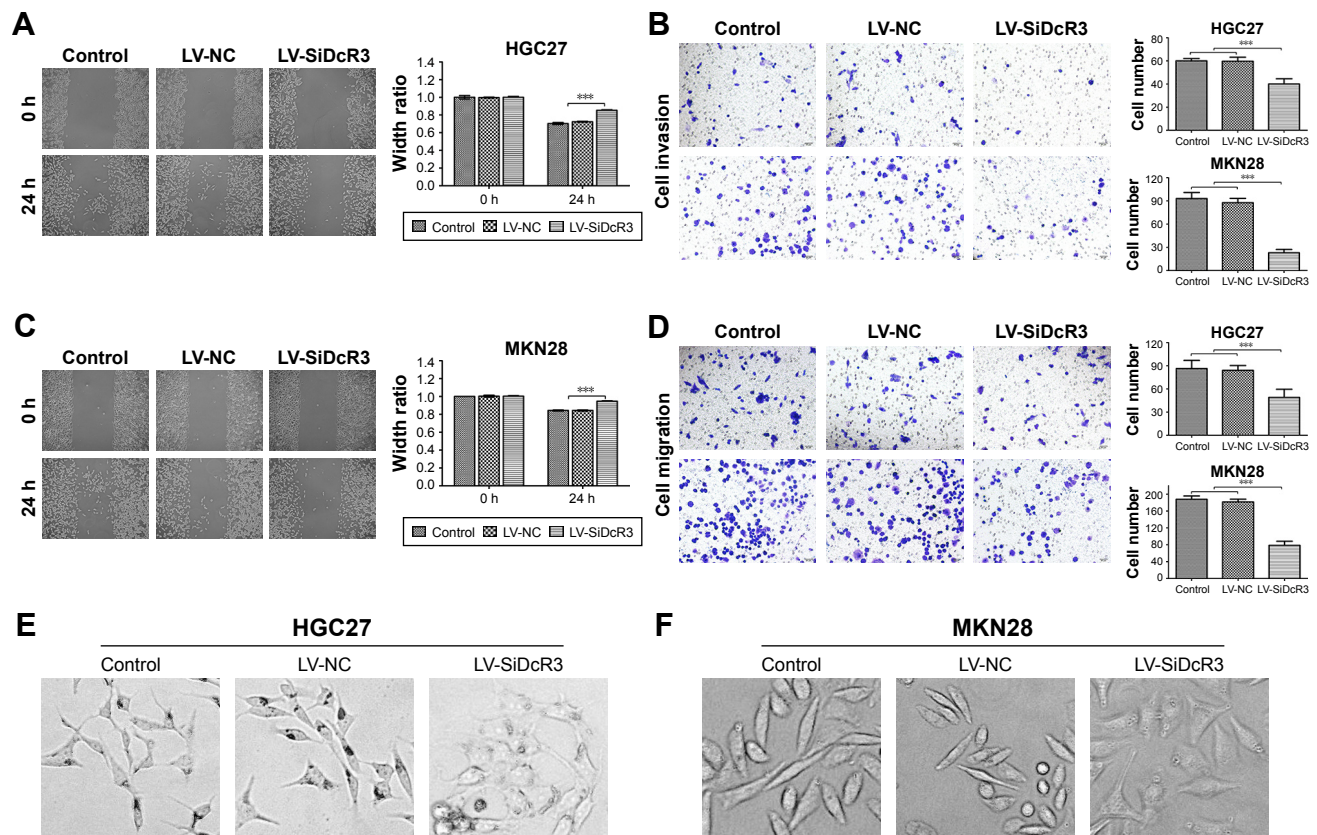 A
Control LV-NC LV-SiDcR3
0 h
24 h
HGC27
Width ratio
1.4
1.2
1.0
0.8
0.6
1.4
0.2
0.0
***
0 h 24 h
Control LV-NC LV-SiDcR3
B
Control LV-NC LV-SiDcR3
Cell invasion
HGC27
Cell number
80
60
40
20
0
***
Control LV-NC LV-SiDcR3
MKN28
Cell number
120
90
60
30
0
***
Control LV-NC LV-SiDcR3
C
Control LV-NC LV-SiDcR3
0 h
24 h
MKN28
Width ratio
1.4
1.2
1.0
0.8
0.6
0.4
0.2
0.0
***
0 h 24 h
Control LV-NC LV-SiDcR3
D
Control LV-NC LV-SiDcR3
Cell migration
HGC27
Cell number
120
90
60
30
0
***
Control LV-NC LV-SiDcR3
MKN28
Cell number
200
160
120
80
40
0
***
Control LV-NC LV-SiDcR3
E
HGC27
Control LV-NC LV-SiDcR3
F
MKN28
Control LV-NC LV-SiDcR3